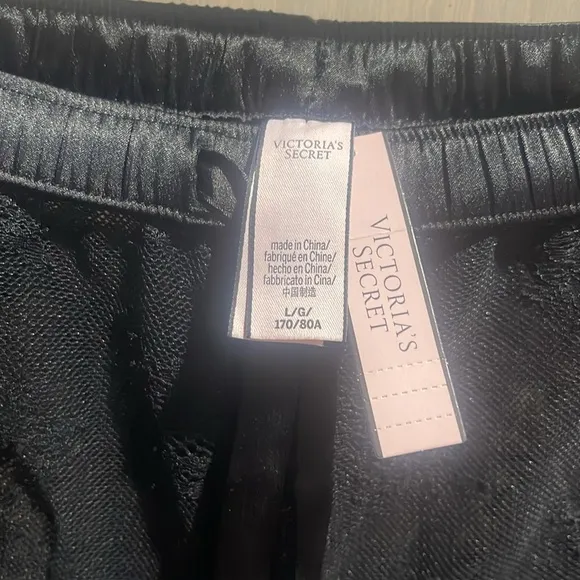 VICTORIA'S
SECRET
made in China/
fabriqué en Chine/
hecho en China/
fabbricato in Cina/
中国制造
L/G/
170/80A
VICTORIA'S
SECRET